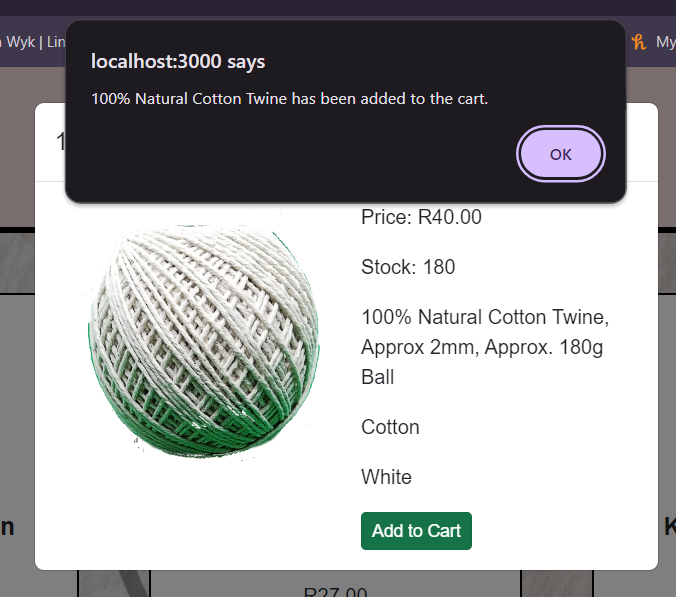 Wyk | Lin
My
localhost:3000 says
100% Natural Cotton Twine has been added to the cart.
OK
1
Price: R40.00
Stock: 180
100% Natural Cotton Twine,
Approx 2mm, Approx. 180g
Ball
Cotton
White
Add to Cart
n
K
R27.00